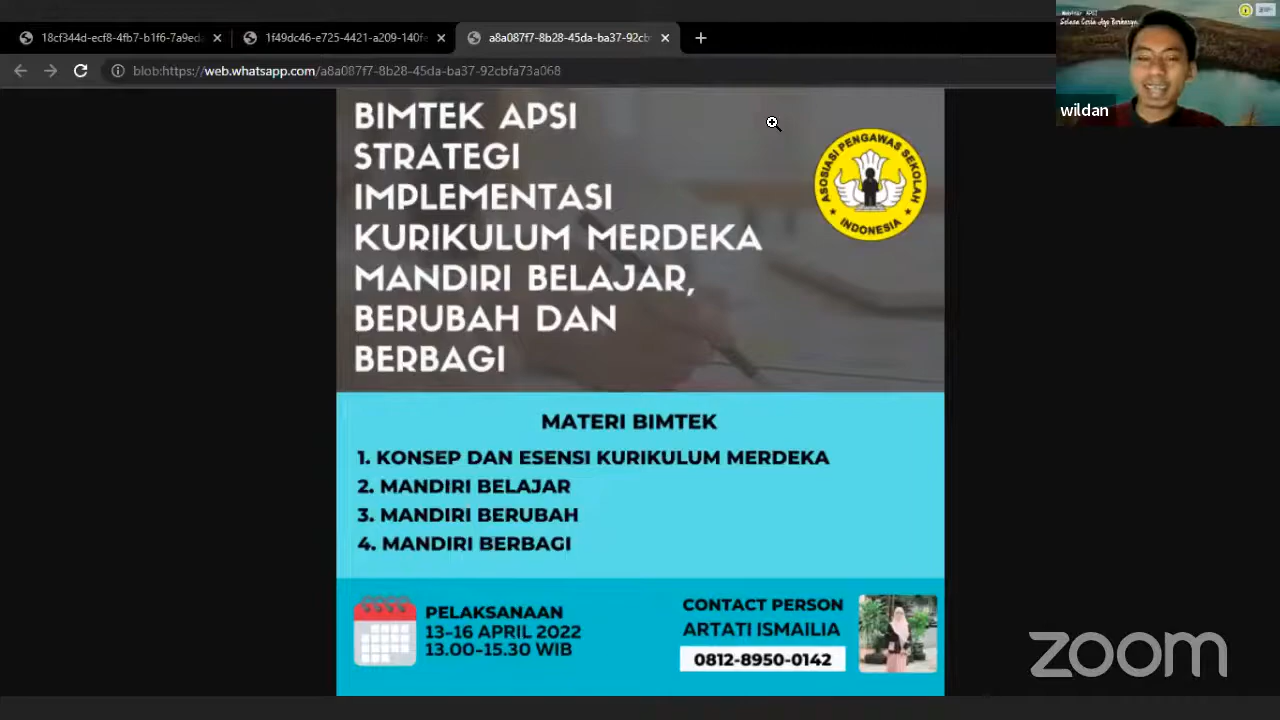 18cf344d-ecf8-4fb7-b1f6-7a9ed
1f49dc46-e725-4421-a209-140f
a8a087f7-8b28-45da-ba37-92cb
blob:https://web.whatsapp.com/a8a087f7-8b28-45da-ba37-92cbfa73a068
Selana Ceria Jaga Berkarya
wildan
BIMTEK APSI
STRATEGI
IMPLEMENTASI
KURIKULUM MERDEKA
MANDIRI BELAJAR,
BERUBAH DAN
BERBAGI
ASOSIASI PENGAWAS SEKOLAH
INDONESIA
MATERI BIMTEK
1. KONSEP DAN ESENSI KURIKULUM MERDEKA
2. MANDIRI BELAJAR
3. MANDIRI BERUBAH
4. MANDIRI BERBAGI
PELAKSANAAN
13-16 APRIL 2022
13.00-15.30 WIB
CONTACT PERSON
ARTATI ISMAILIA
0812-8950-0142
zoom